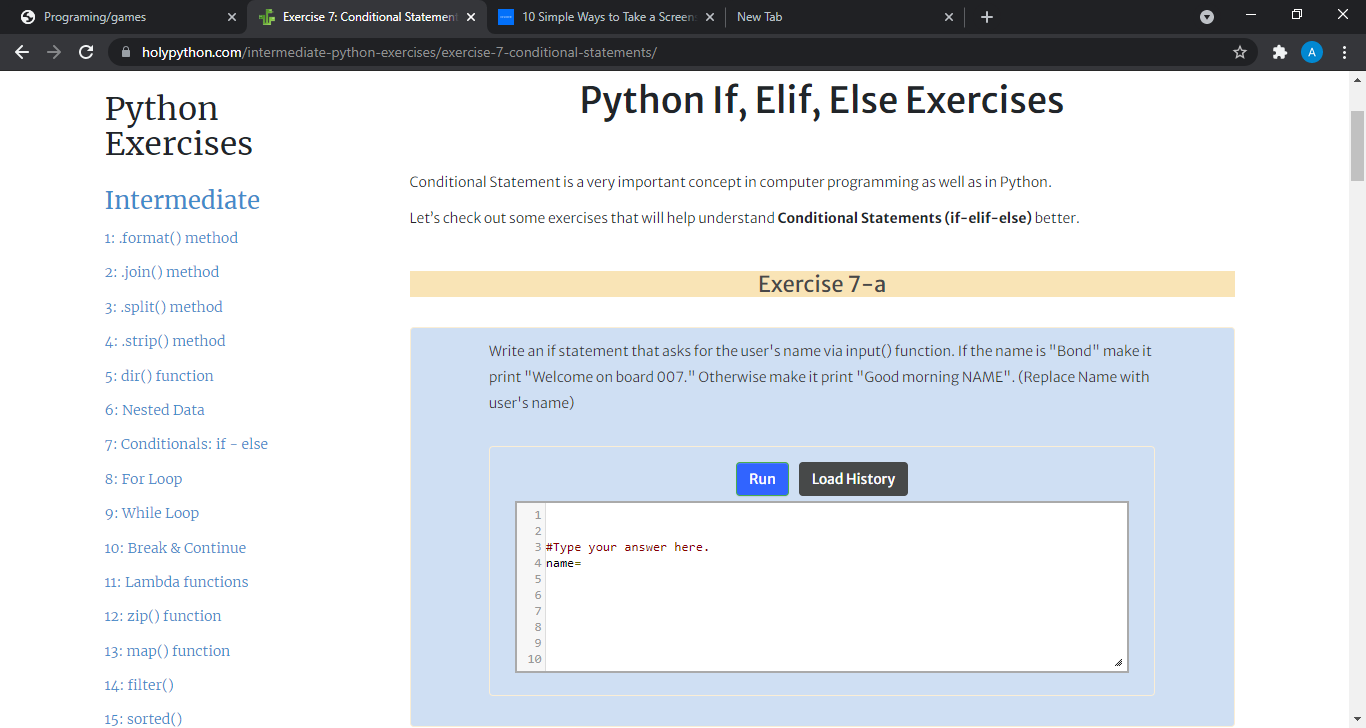 Programing/games
Exercise 7: Conditional Statement
10 Simple Ways to Take a Screen
New Tab
holypython.com/intermediate-python-exercises/exercise-7-conditional-statements/
A
Python
Exercises
Intermediate
1: .format() method
2: .join() method
3: .split() method
4: .strip() method
5: dir() function
6: Nested Data
7: Conditionals: if - else
8: For Loop
9: While Loop
10: Break & Continue
11: Lambda functions
12: zip() function
13: map() function
14: filter()
15: sorted()
Python If, Elif, Else Exercises
Conditional Statement is a very important concept in computer programming as well as in Python.
Let’s check out some exercises that will help understand Conditional Statements (if-elif-else) better.
Exercise 7-a
Write an if statement that asks for the user's name via input() function. If the name is "Bond" make it
print "Welcome on board 007." Otherwise make it print "Good morning NAME". (Replace Name with
user's name)
Run
Load History
1
2
3 #Type your answer here.
4 name=
5
6
7
8
9
10